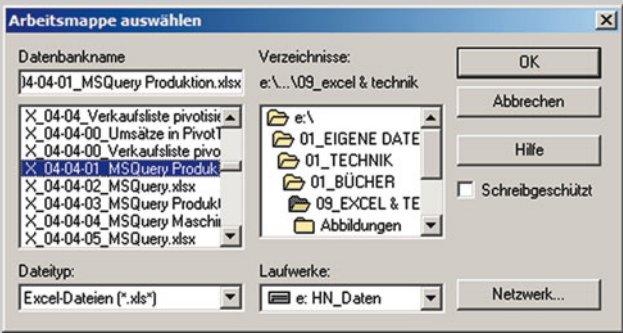 Arbeitsmappe auswählen
Datenbankname
04-04-01_MSQuery Produktion.xlsx
X_04-04_Verkaufsliste pivotisie
X_04-04-00_Umsätze in PivotT
X_04-04-00_Verkaufsliste pivo
X_04-04-01_MSQuery Produk
X_04-04-02_MSQuery.xlsx
X_04-04-03_MSQuery Produkt
X_04-04-04_MSQuery Maschin
X_04-04-05_MSQuery.xlsx
Dateityp:
Excel-Dateien (*.xls*)
Verzeichnisse:
e:\...\09_excel & technik
e:\
01_EIGENE DATE
01_TECHNIK
01_BÜCHER
09_EXCEL & TE
Abbildungen
Laufwerke:
e: HN_Daten
OK
Abbrechen
Hilfe
Schreibgeschützt
Netzwerk...